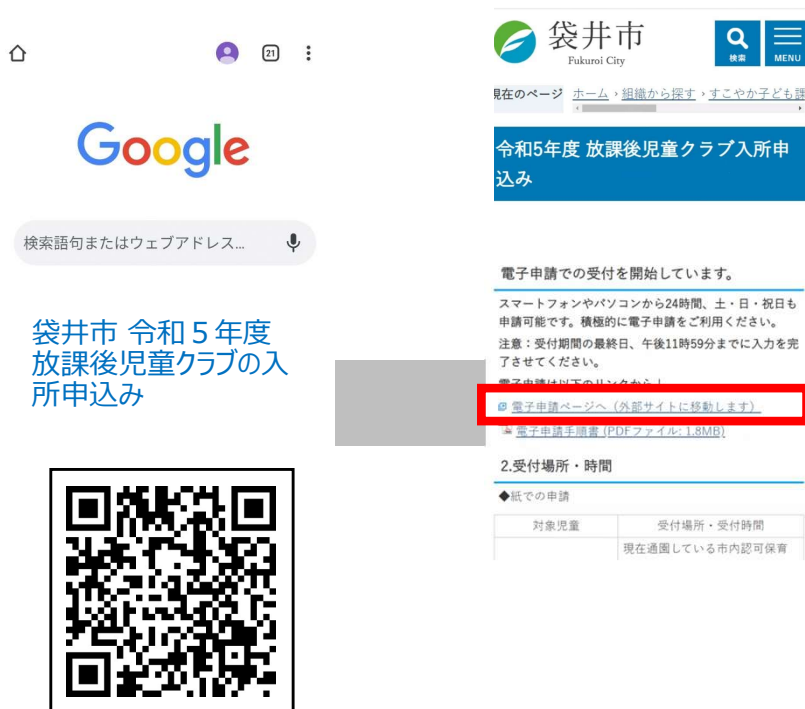 21
Google
検索語句またはウェブアドレス...
袋井市 令和５年度
放課後児童クラブの入
所申込み
袋井市
Fukuroi City
検索
MENU
現在のページ ホーム › 組織から探す › すこやか子ども課
令和5年度 放課後児童クラブ入所申
込み
電子申請での受付を開始しています。
スマートフォンやパソコンから24時間、土・日・祝日も
申請可能です。積極的に電子申請をご利用ください。
注意：受付期間の最終日、午後11時59分までに入力を完
了させてください。
電子申請は以下のリンクから！
電子申請ページへ（外部サイトに移動します）
電子申請手順書 (PDFファイル: 1.8MB)
2.受付場所・時間
◆紙での申請
対象児童 受付場所・受付時間
現在通園している市内認可保育